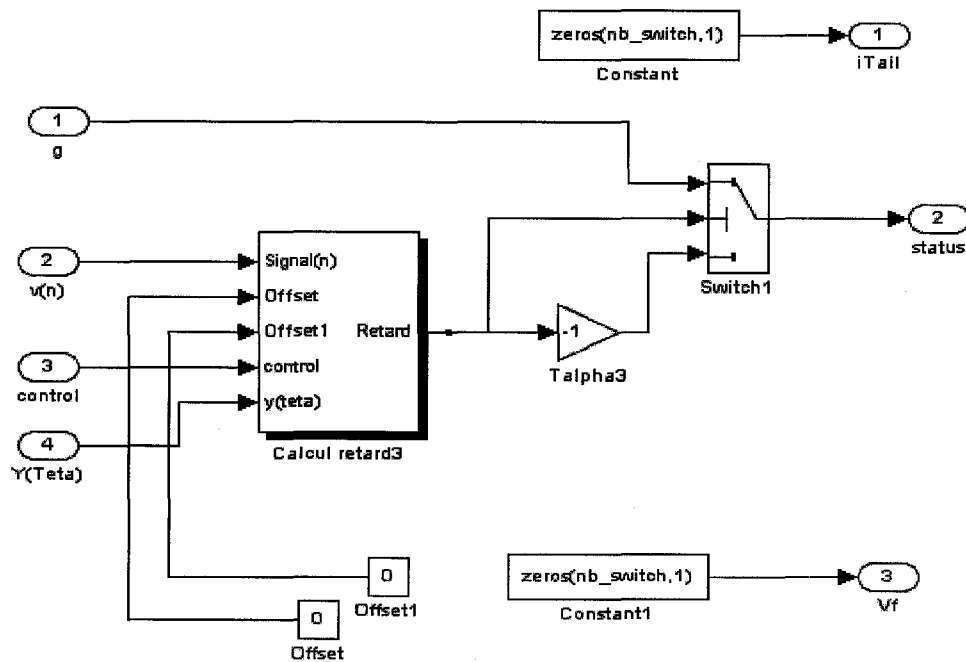 zeros(nb_switch,1)
Constant
1
iTail
1
g
2
v(n)
3
control
4
Y(Teta)
Signal(n)
Offset
Offset1
control
y(teta)
Retard
Calcul retard3
-1
Talpha3
Switch1
2
status
0
Offset1
0
Offset
zeros(nb_switch,1)
Constant1
3
Vf